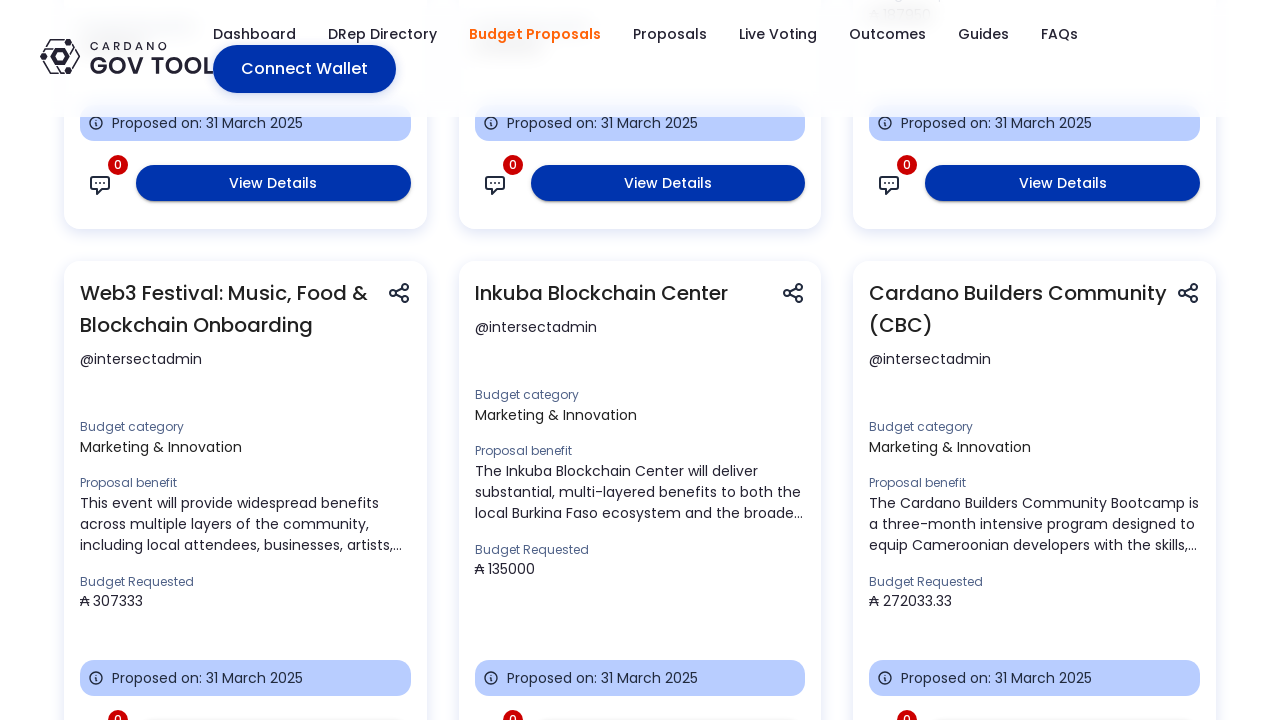 CARDANO
GOV TOOL
Dashboard
DRep Directory
Budget Proposals
Proposals
Live Voting
Outcomes
Guides
FAQs
Connect Wallet
Proposed on: 31 March 2025
0
View Details
Proposed on: 31 March 2025
0
View Details
Proposed on: 31 March 2025
0
View Details
Web3 Festival: Music, Food &
Blockchain Onboarding
@intersectadmin
Budget category
Marketing & Innovation
Proposal benefit
This event will provide widespread benefits
across multiple layers of the community,
including local attendees, businesses, artists,...
Budget Requested
₳ 307333
Proposed on: 31 March 2025
0
Inkuba Blockchain Center
@intersectadmin
Budget category
Marketing & Innovation
Proposal benefit
The Inkuba Blockchain Center will deliver
substantial, multi-layered benefits to both the
local Burkina Faso ecosystem and the broade...
Budget Requested
₳ 135000
Proposed on: 31 March 2025
0
Cardano Builders Community
(CBC)
@intersectadmin
Budget category
Marketing & Innovation
Proposal benefit
The Cardano Builders Community Bootcamp is
a three-month intensive program designed to
equip Cameroonian developers with the skills,...
Budget Requested
₳ 272033.33
Proposed on: 31 March 2025
0